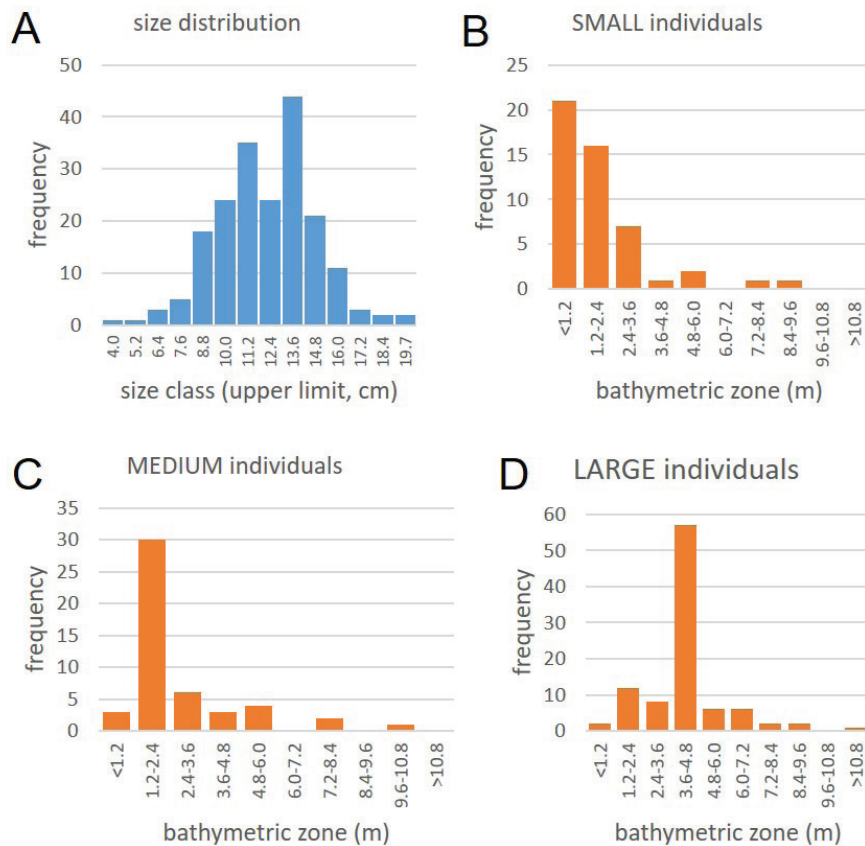 A
size distribution
frequency
50
40
30
20
10
0
4.0 5.2 6.4 7.6 8.8 10.0 11.2 12.4 13.6 14.8 16.0 17.2 18.4 19.7
size class (upper limit, cm)
B
SMALL individuals
frequency
25
20
15
10
5
0
<1.2 1.2-2.4 2.4-3.6 3.6-4.8 4.8-6.0 6.0-7.2 7.2-8.4 8.4-9.6 9.6-10.8 >10.8
bathymetric zone (m)
C
MEDIUM individuals
frequency
35
30
25
20
15
10
5
0
<1.2 1.2-2.4 2.4-3.6 3.6-4.8 4.8-6.0 6.0-7.2 7.2-8.4 8.4-9.6 9.6-10.8 >10.8
bathymetric zone (m)
D
LARGE individuals
frequency
60
50
40
30
20
10
0
<1.2 1.2-2.4 2.4-3.6 3.6-4.8 4.8-6.0 6.0-7.2 7.2-8.4 8.4-9.6 9.6-10.8 >10.8
bathymetric zone (m)